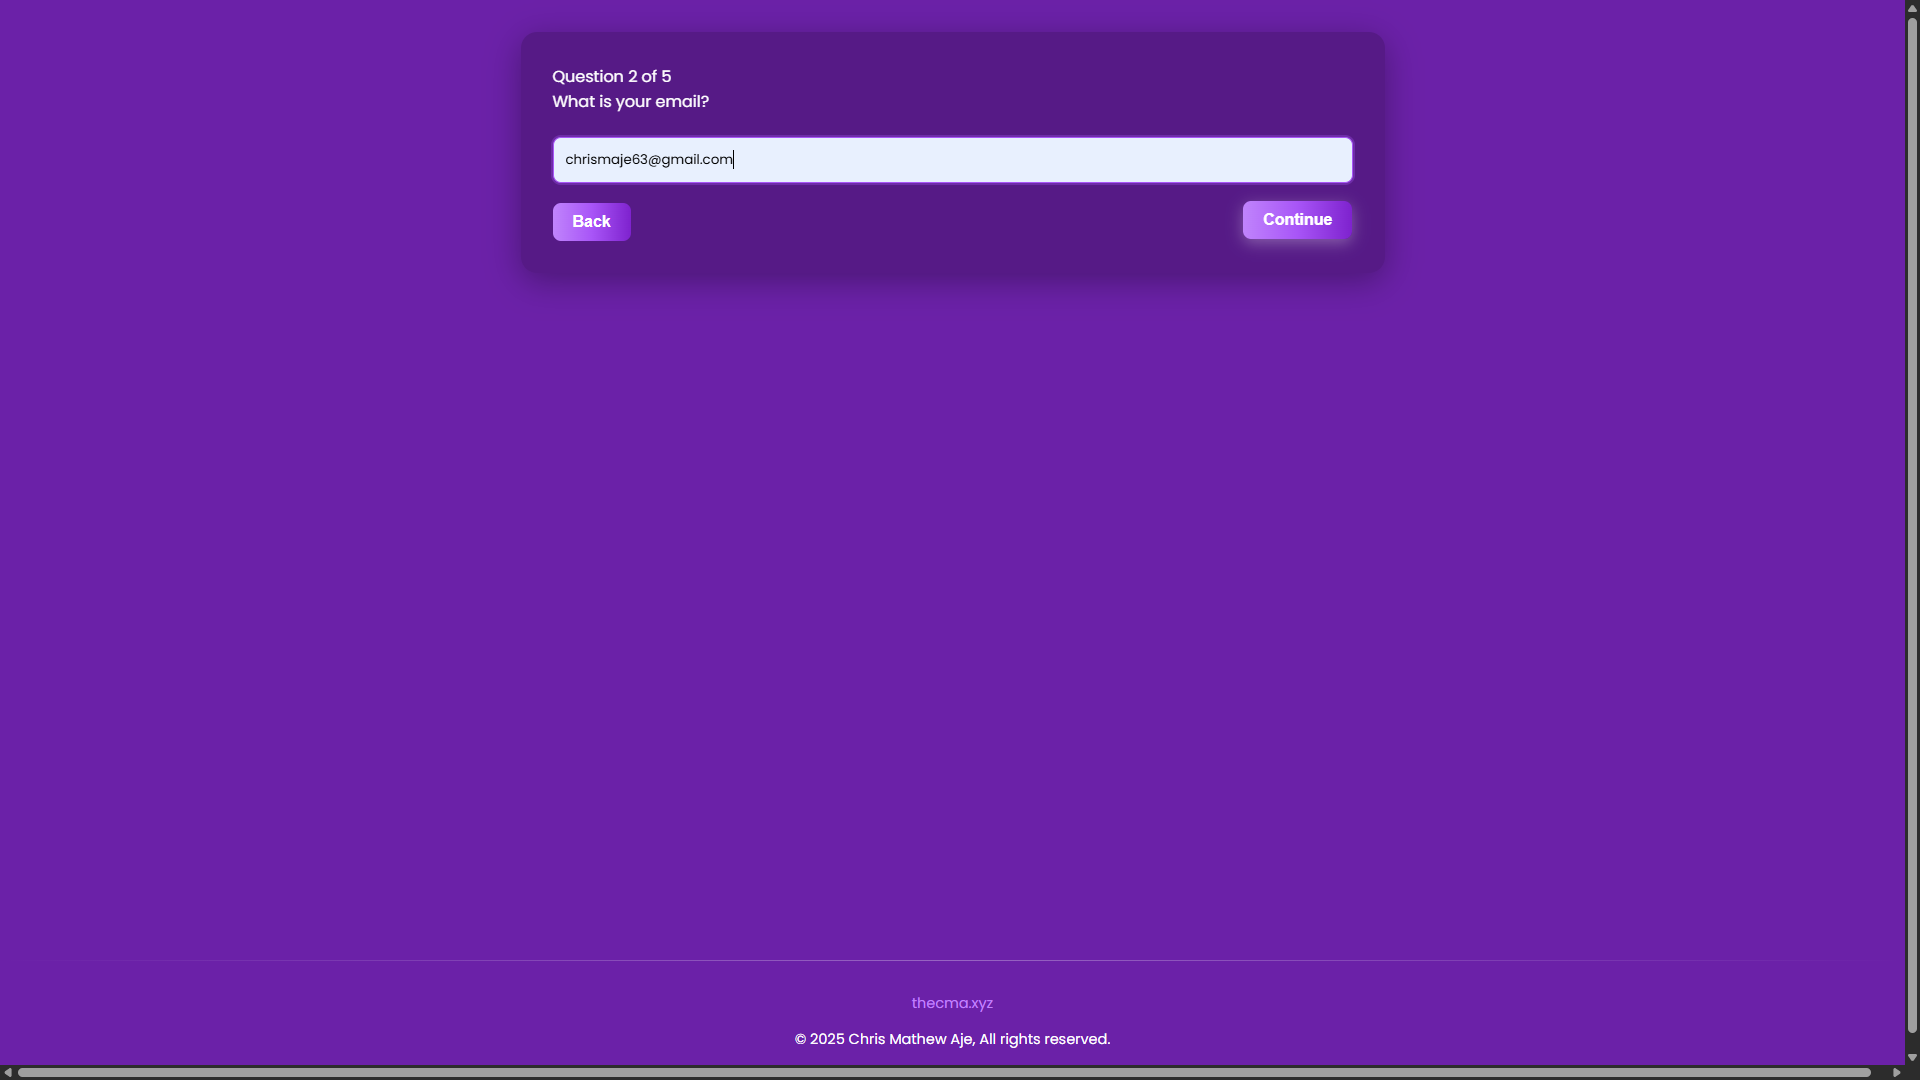 Question 2 of 5
What is your email?
chrismaje63@gmail.com
Back
Continue
thecma.xyz
© 2025 Chris Mathew Aje, All rights reserved.